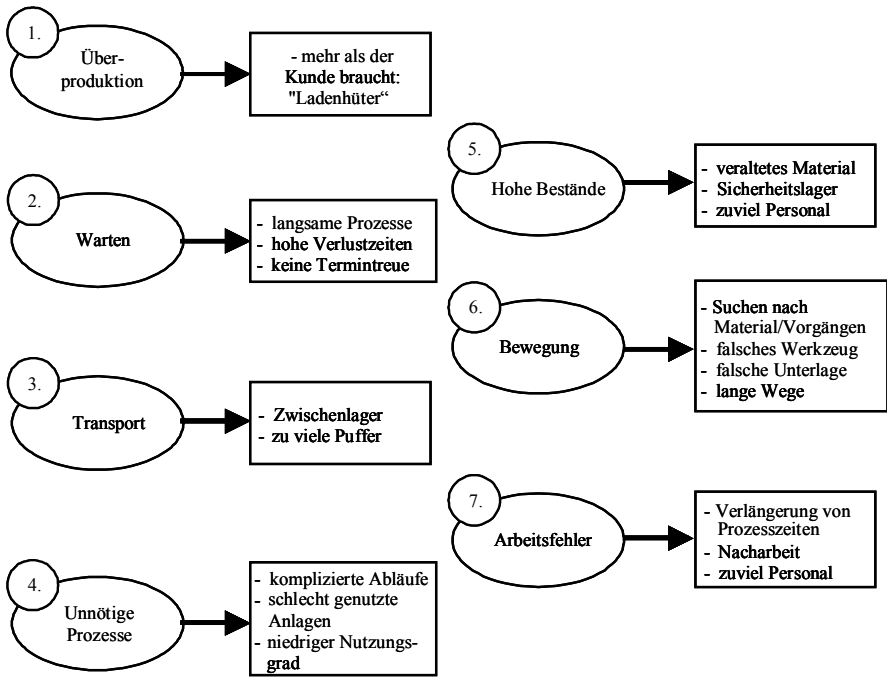 1.
Über-
produktion
- mehr als der
Kunde braucht:
"Ladenhüter“
2.
Warten
- langsame Prozesse
- hohe Verlustzeiten
- keine Termintreue
3.
Transport
- Zwischenlager
- zu viele Puffer
4.
Unnötige
Prozesse
- komplizierte Abläufe
- schlecht genutzte
Anlagen
- niedriger Nutzungs-
grad
5.
Hohe Bestände
- veraltetes Material
- Sicherheitslager
- zuviel Personal
6.
Bewegung
- Suchen nach
Material/Vorgängen
- falsches Werkzeug
- falsche Unterlage
- lange Wege
7.
Arbeitsfehler
- Verlängerung von
Prozesszeiten
- Nacharbeit
- zuviel Personal